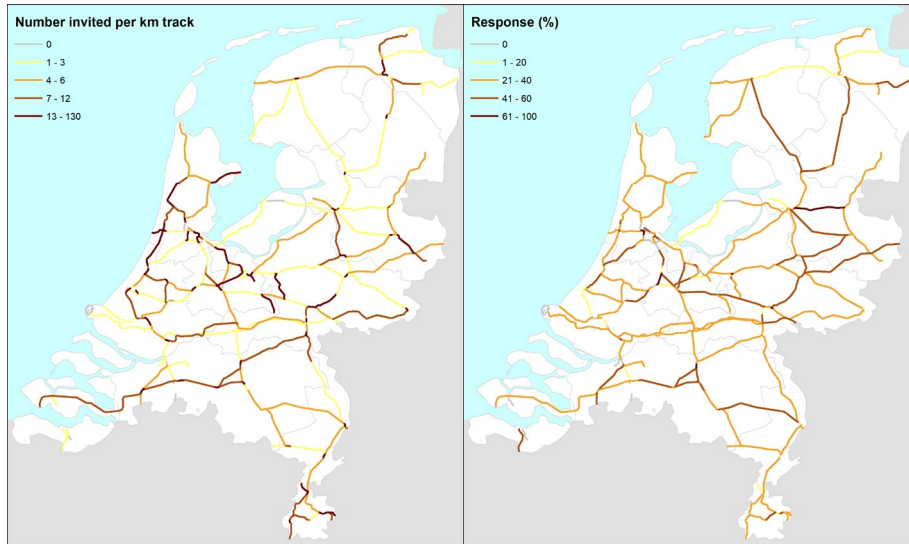 Number invited per km track
0
1 - 3
4 - 6
7 - 12
13 - 130
Response (%)
0
1 - 20
21 - 40
41 - 60
61 - 100